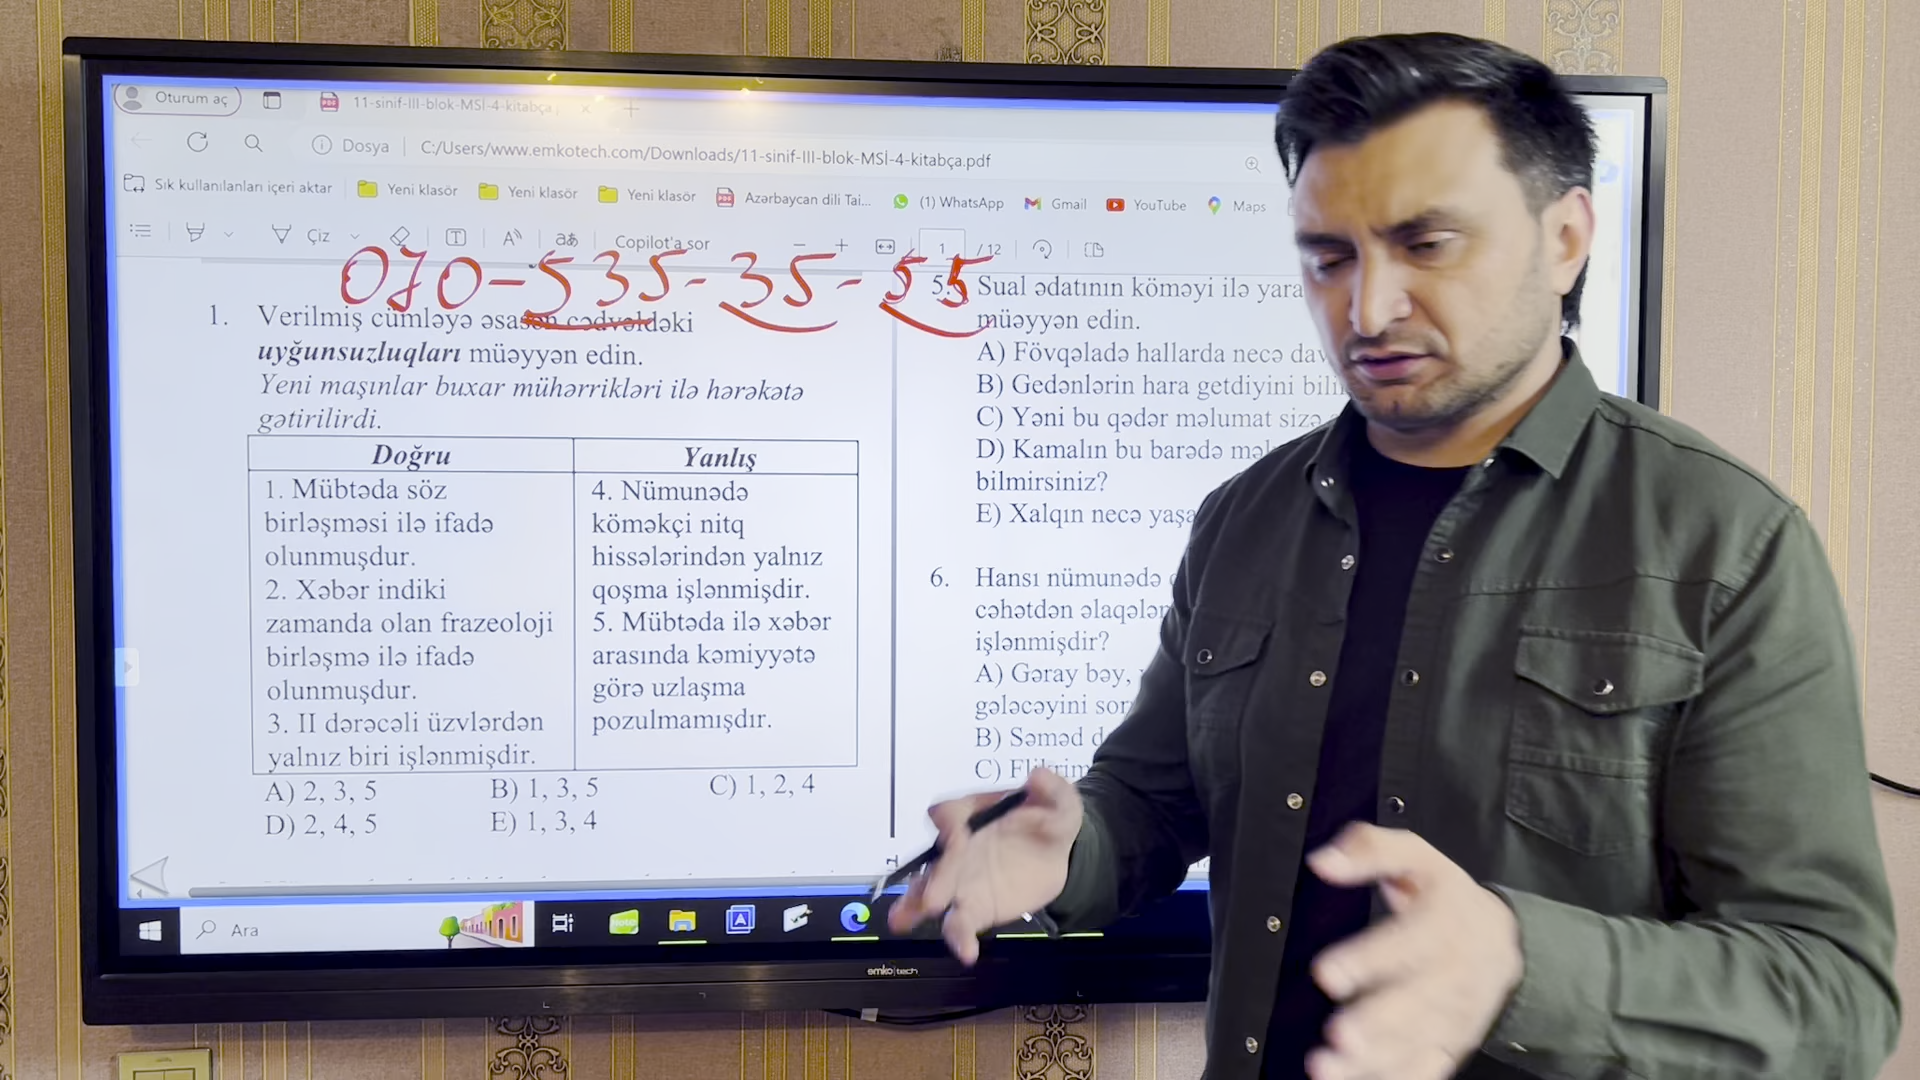 Oturum aç
11-sinif-III-blok-MSİ-4-kitabça
Dosya
C:/Users/www.emkotech.com/Downloads/11-sinif-III-blok-MSİ-4-kitabça.pdf
Sık kullanılanları içeri aktar
Yeni klasör
Yeni klasör
Yeni klasör
Azərbaycan dili Tai...
(1) WhatsApp
Gmail
YouTube
Maps
Çiz
Copilot'a sor
1 / 12
070-535-35-55
1. Verilmiş cümləyə əsasən cədvəldəki
uyğunsuzluqları müəyyən edin.
Yeni maşınlar buxar mühərrikləri ilə hərəkətə
gətirilirdi.
Doğru
1. Mübtəda söz
birləşməsi ilə ifadə
olunmuşdur.
2. Xəbər indiki
zamanda olan frazeoloji
birləşmə ilə ifadə
olunmuşdur.
3. II dərəcəli üzvlərdən
yalnız biri işlənmişdir.
Yanlış
4. Nümunədə
köməkçi nitq
hissələrindən yalnız
qoşma işlənmişdir.
5. Mübtəda ilə xəbər
arasında kəmiyyətə
görə uzlaşma
pozulmamışdır.
A) 2, 3, 5 B) 1, 3, 5 C) 1, 2, 4
D) 2, 4, 5 E) 1, 3, 4
5. Sual ədatının köməyi ilə yara
müəyyən edin.
A) Fövqəladə hallarda necə dav
B) Gedənlərin hara getdiyini bili
C) Yəni bu qədər məlumat sizə
D) Kamalın bu barədə məl
bilmirsiniz?
E) Xalqın necə yaşa
6. Hansı nümunədə
cəhətdən əlaqələn
işlənmişdir?
A) Gəray bəy,
gələcəyini sor
B) Səməd d
C)
Ara
emko|tech